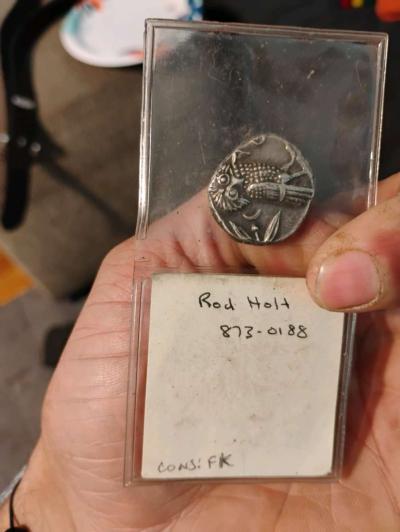 Rod Holt
873-0188
CONS: FK